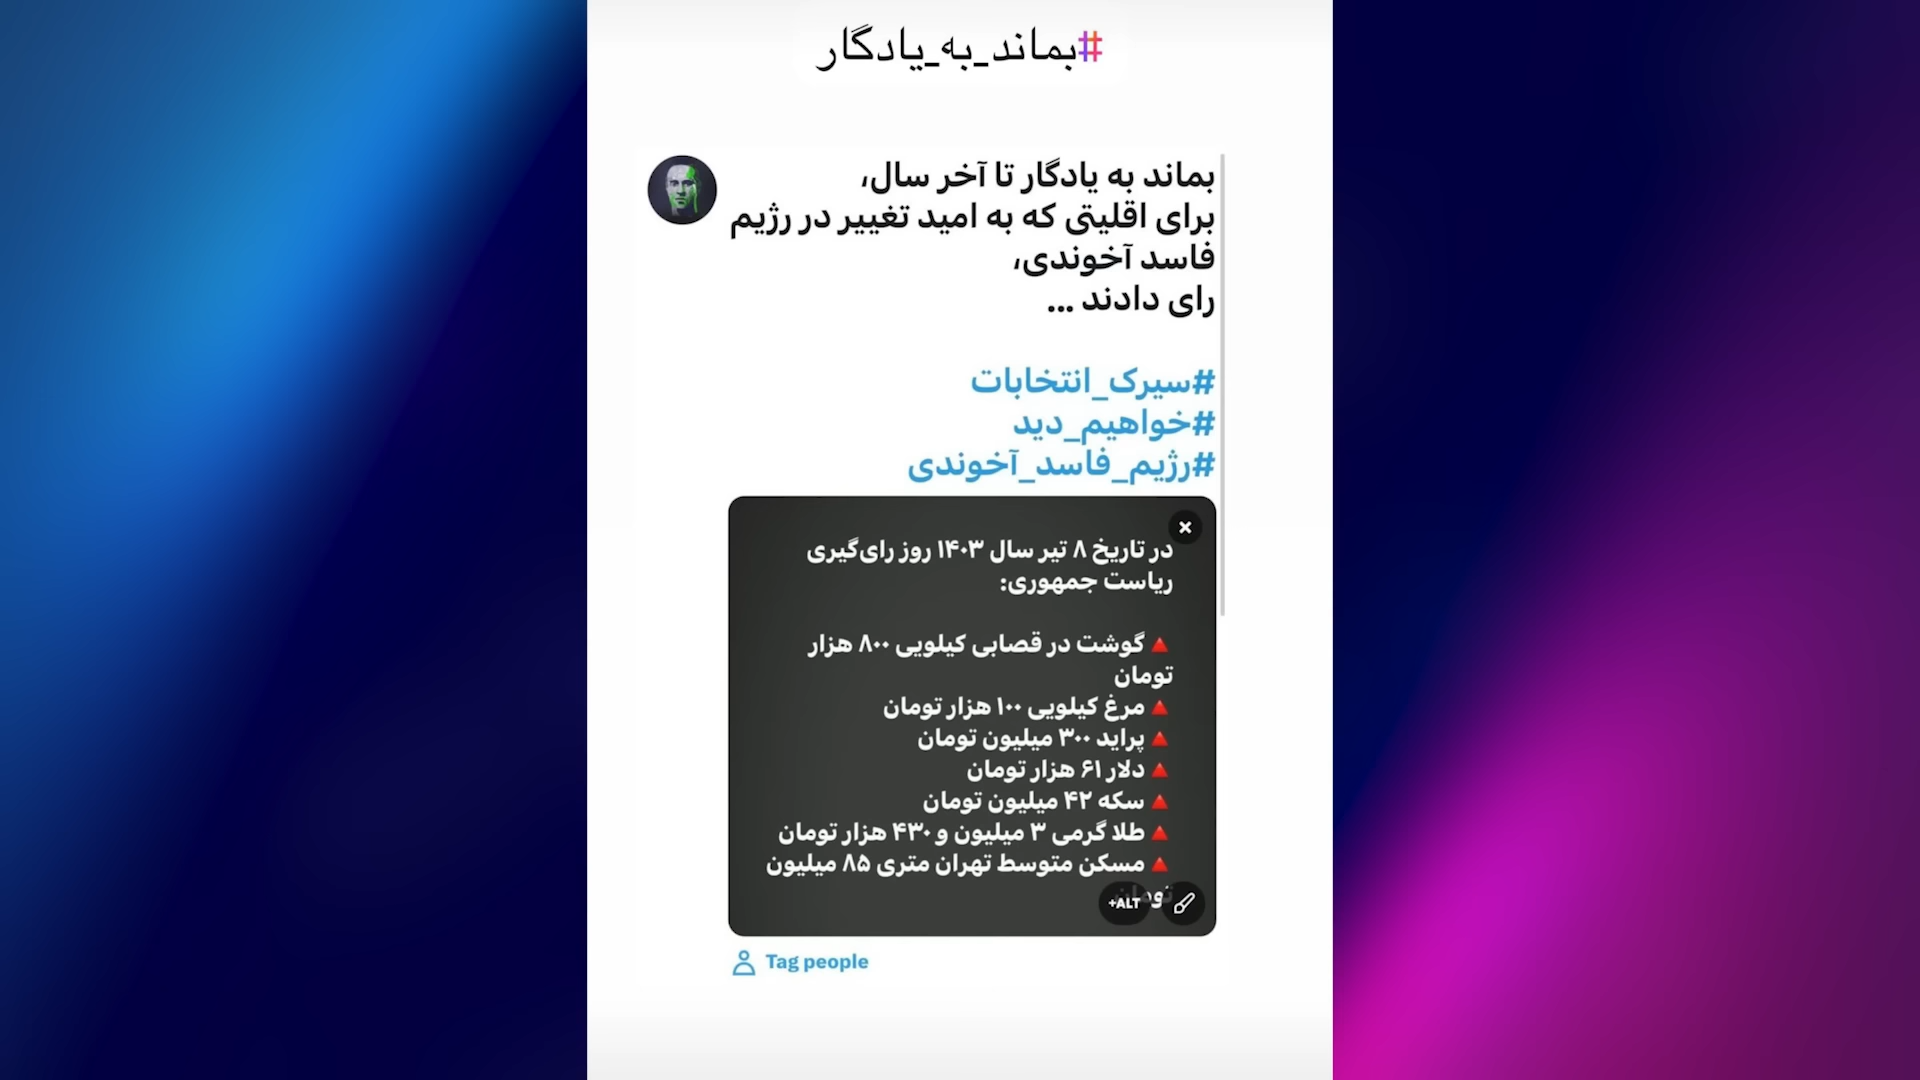 #بماند_به_یادگار
بماند به یادگار تا آخر سال،
برای اقلیتی که به امید تغییر در رژیم
فاسد آخوندی،
رای دادند ...
#سیرک_انتخابات
#خواهیم_دید
#رژیم_فاسد_آخوندی
در تاریخ ۸ تیر سال ۱۴۰۳ روز رای‌گیری
ریاست جمهوری:
🔺گوشت در قصابی کیلویی ۸۰۰ هزار
تومان
🔺مرغ کیلویی ۱۰۰ هزار تومان
🔺پراید ۳۰۰ میلیون تومان
🔺دلار ۶۱ هزار تومان
🔺سکه ۴۲ میلیون تومان
🔺طلا گرمی ۳ میلیون و ۴۳۰ هزار تومان
🔺مسکن متوسط تهران متری ۸۵ میلیون
تومان
+ALT
Tag people